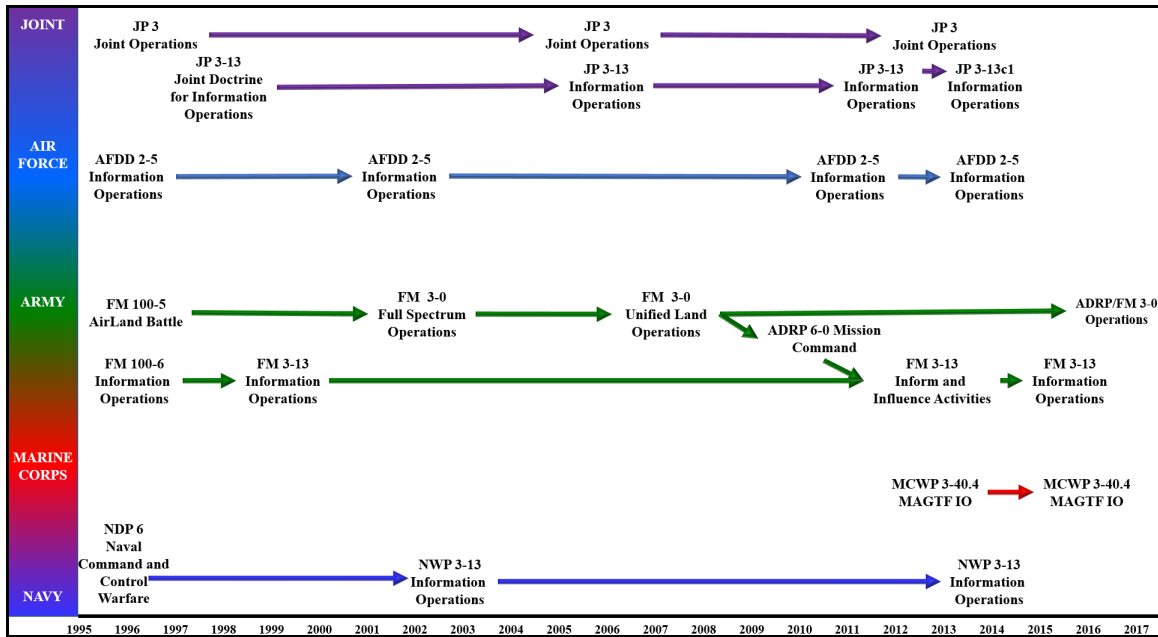 JOINT
JP 3
Joint Operations
JP 3
Joint Operations
JP 3
Joint Operations
JP 3-13
Joint Doctrine
for Information
Operations
JP 3-13
Information
Operations
JP 3-13
Information
Operations
JP 3-13c1
Information
Operations
AIR
FORCE
AFDD 2-5
Information
Operations
AFDD 2-5
Information
Operations
AFDD 2-5
Information
Operations
AFDD 2-5
Information
Operations
ARMY
FM 100-5
AirLand Battle
FM 3-0
Full Spectrum
Operations
FM 3-0
Unified Land
Operations
ADRP/FM 3-0
Operations
ADRP 6-0 Mission
Command
FM 100-6
Information
Operations
FM 3-13
Information
Operations
FM 3-13
Inform and
Influence Activities
FM 3-13
Information
Operations
MARINE
CORPS
MCWP 3-40.4
MAGTF IO
MCWP 3-40.4
MAGTF IO
NAVY
NDP 6
Naval
Command and
Control
Warfare
NWP 3-13
Information
Operations
NWP 3-13
Information
Operations
1995 1996 1997 1998 1999 2000 2001 2002 2003 2004 2005 2006 2007 2008 2009 2010 2011 2012 2013 2014 2015 2016 2017